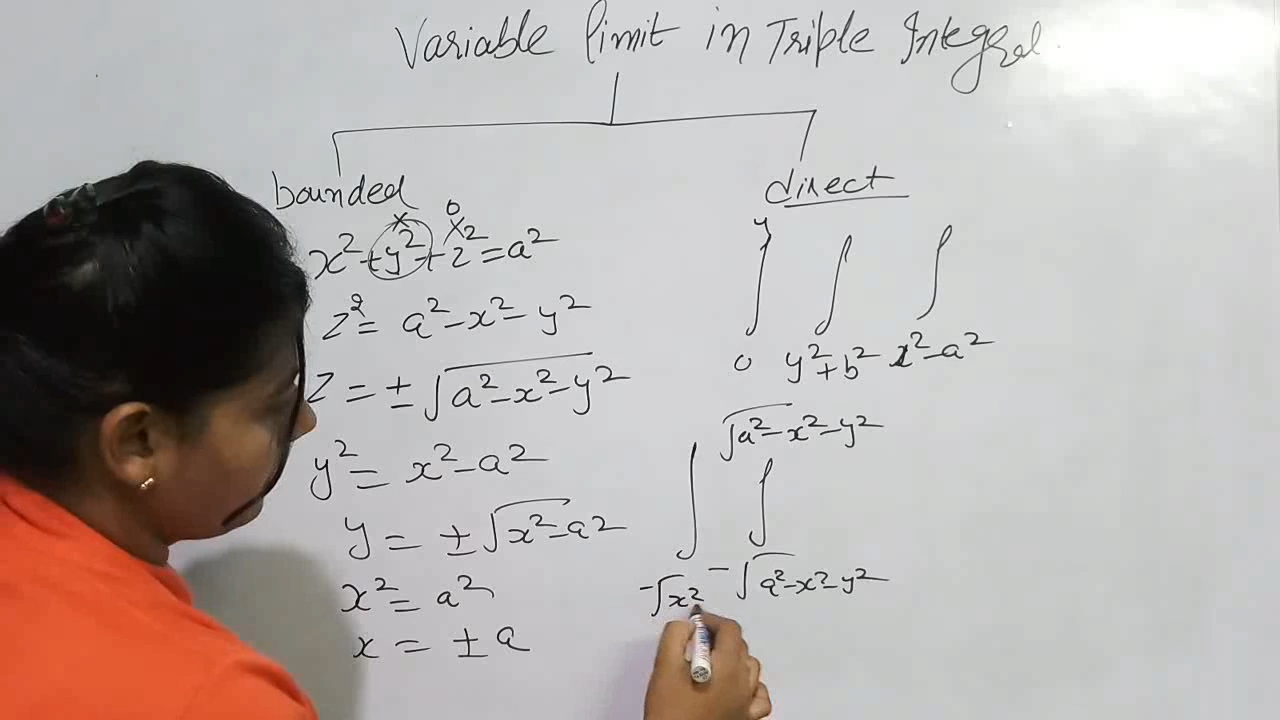 Variable limit in Triple Integral
bounded
x² + y² + z² = a²
x 0
z² = a² - x² - y²
z = ± √a² - x² - y²
y² = x² - a²
y = ± √x² - a²
x² = a²
x = ± a
direct
y
∫ ∫ ∫
0 y² + b² x² - a²
√a² - x² - y²
∫ ∫
-√x² -√a² - x² - y²